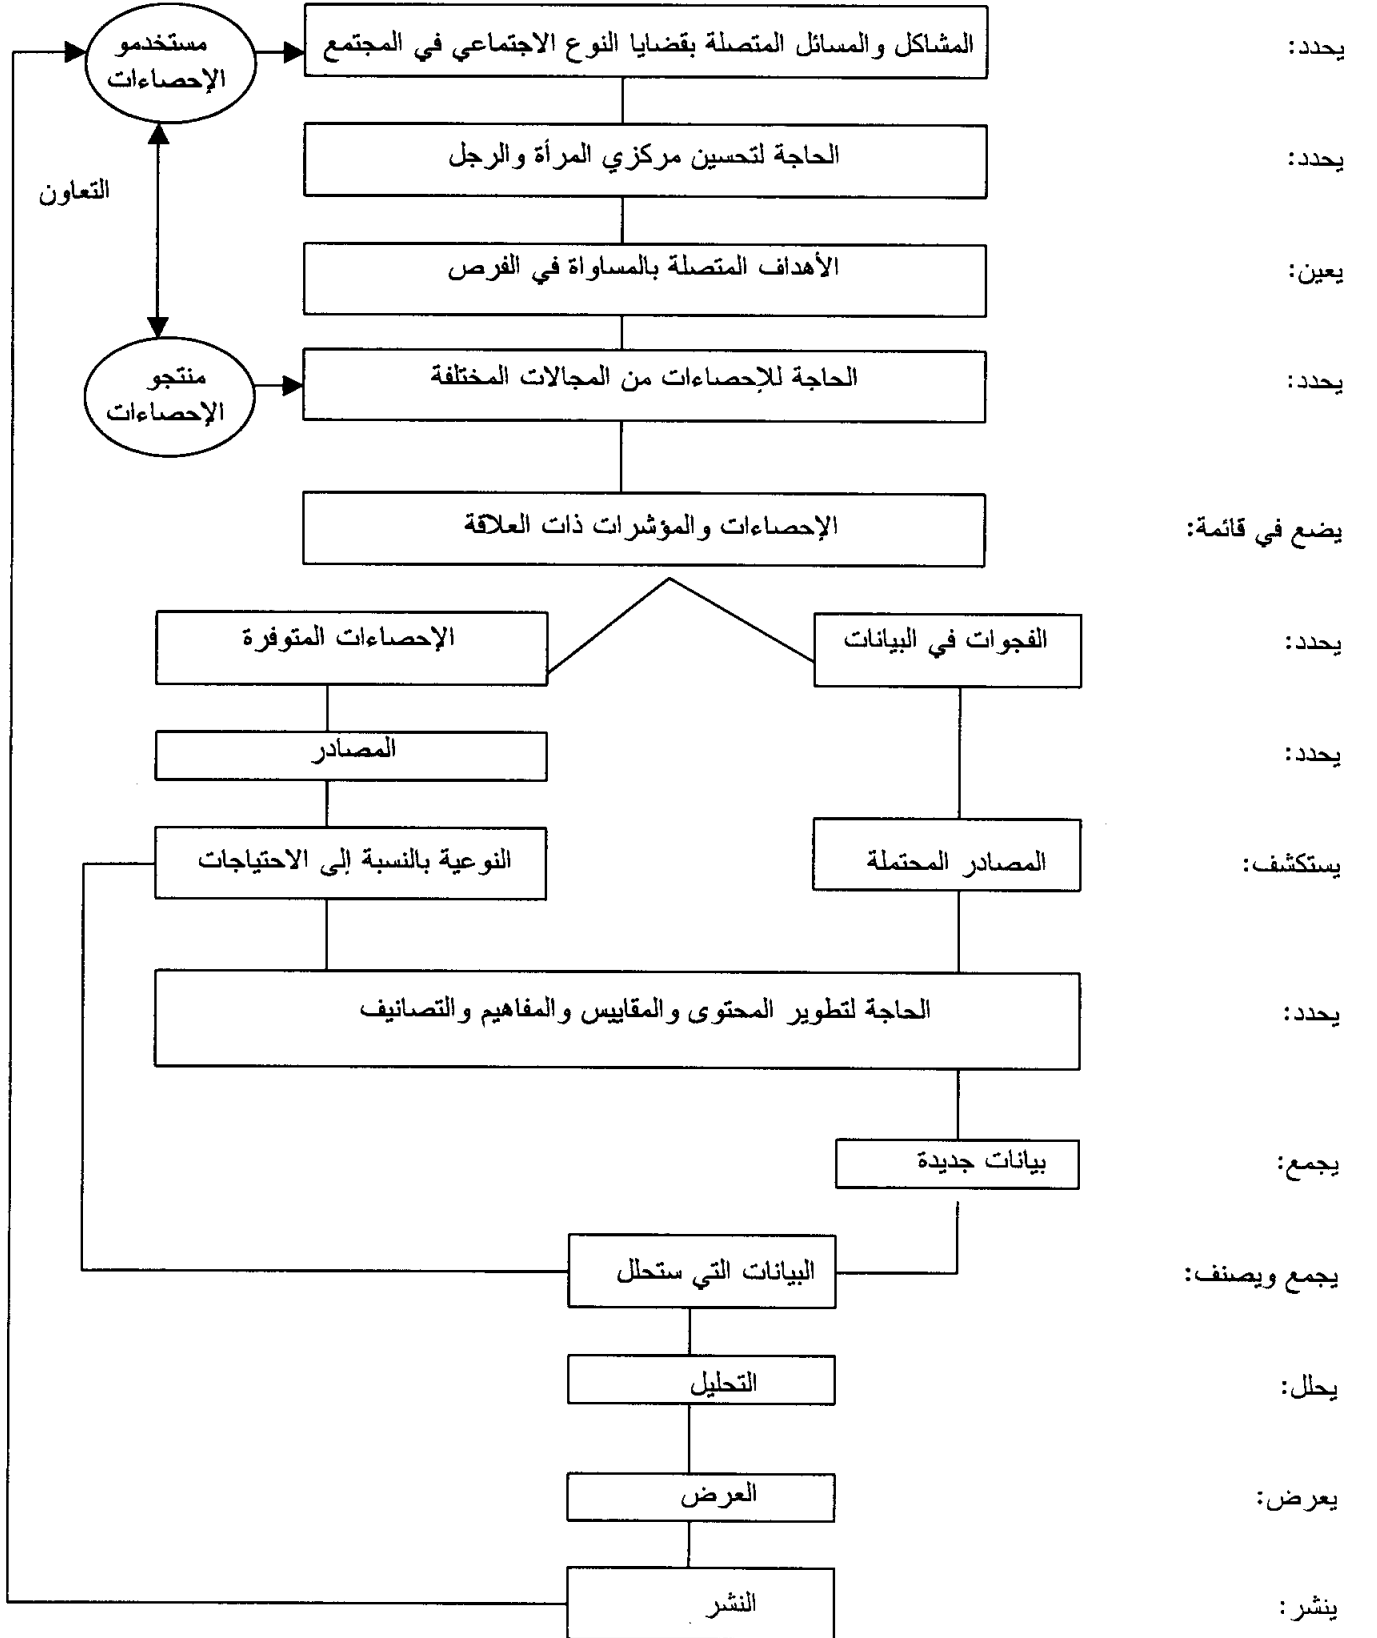 يحدد:
المشاكل والمسائل المتصلة بقضايا النوع الاجتماعي في المجتمع
مستخدمو
الإحصاءات
يحدد:
الحاجة لتحسين مركزي المرأة والرجل
التعاون
يعين:
الأهداف المتصلة بالمساواة في الفرص
يحدد:
الحاجة للإحصاءات من المجالات المختلفة
منتجو
الإحصاءات
يضع في قائمة:
الإحصاءات والمؤشرات ذات العلاقة
يحدد:
الفجوات في البيانات
الإحصاءات المتوفرة
يحدد:
المصادر
يستكشف:
المصادر المحتملة
النوعية بالنسبة إلى الاحتياجات
يحدد:
الحاجة لتطوير المحتوى والمقاييس والمفاهيم والتصانيف
يجمع:
بيانات جديدة
يجمع ويصنف:
البيانات التي ستحلل
يحلل:
التحليل
يعرض:
العرض
ينشر:
النشر